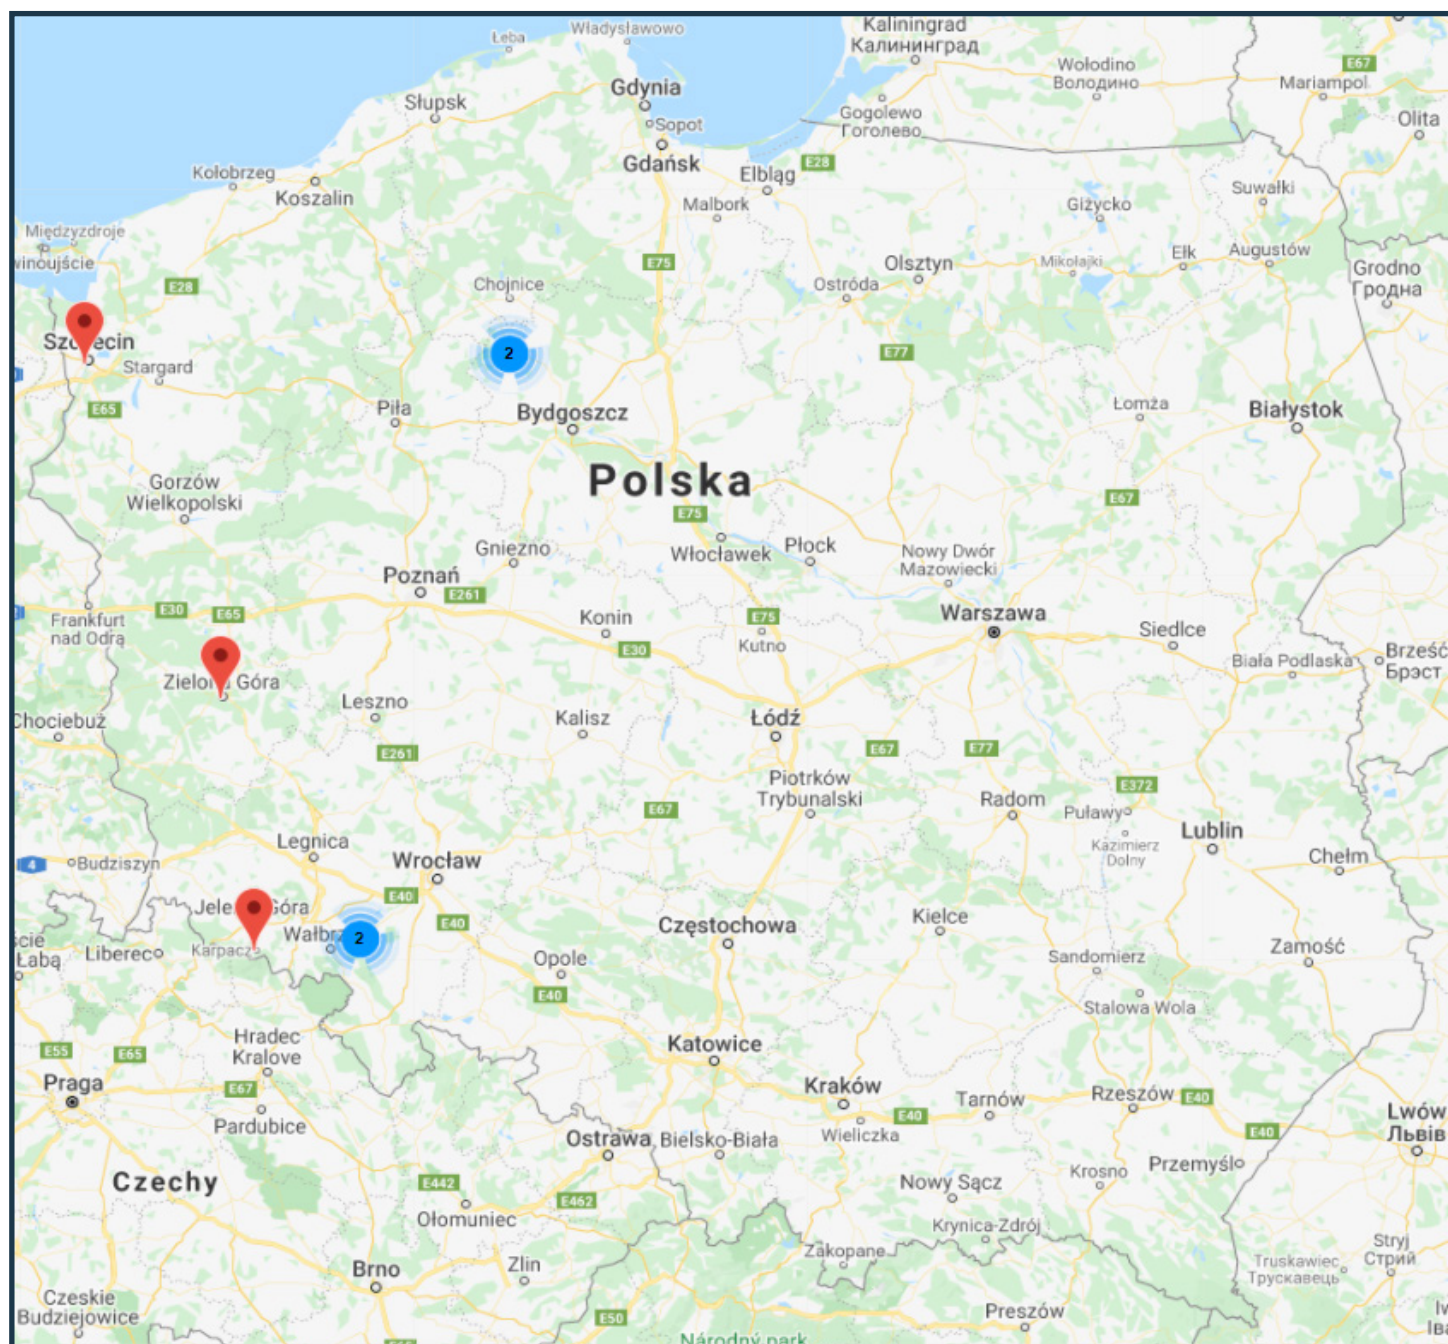 Kaliningrad
Калининград
Władysławowo
Łeba
E67
Wołodino
Володино
Mariampol
Gdynia
Słupsk
Sopot
Gogolewo
Гоголево
Olita
Gdańsk
E28
Elbląg
Kołobrzeg
Koszalin
Malbork
Giżycko
Suwałki
Międzyzdroje
winoujście
E75
Olsztyn
Mikołajki
Ełk
Augustów
Grodno
Гродна
E28
Chojnice
Ostróda
Stargard
2
E77
E65
Piła
Bydgoszcz
Łomża
Białystok
Polska
Gorzów
Wielkopolski
E67
E75
Gniezno
Włocławek
Płock
Nowy Dwór
Mazowiecki
Poznań
E261
E30
E65
Frankfurt
nad Odrą
Konin
E75
Kutno
Warszawa
Siedlce
E30
Biała Podlaska
Brześć
Брэст
Góra
Leszno
Chociebuż
Kalisz
Łódź
E261
E67
E77
Piotrków
Trybunalski
E67
Radom
E372
Puławy
Kazimierz
Dolny
Lublin
Legnica
Wrocław
Chełm
4
Budziszyn
E40
Góra
2
E40
Częstochowa
Kielce
Łabą
Liberec
Karpacz
Opole
Sandomierz
Zamość
E40
Stalowa Wola
Hradec
Kralove
E55
E65
Katowice
Praga
E67
Kraków
Tarnów
Rzeszów
E40
Pardubice
E40
Wieliczka
Lwów
Львів
E40
Ostrawa
Bielsko-Biała
Krosno
Przemyśl
Czechy
E442
E462
Nowy Sącz
Ołomuniec
Krynica-Zdrój
Zakopane
Stryj
Стрий
Truskawiec
Трускавець
Brno
Zlin
Czeskie
Budziejowice
E50
Preszów
Národný park